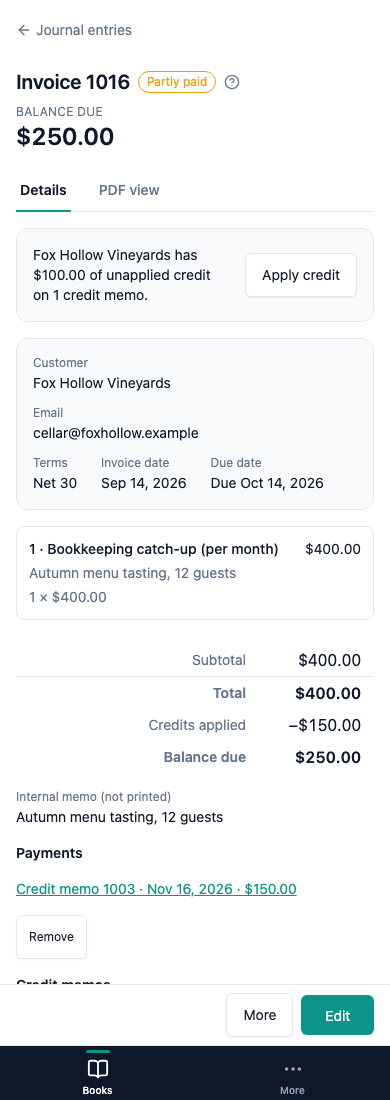 Journal entries
Invoice 1016 Partly paid
BALANCE DUE
$250.00
Details PDF view
Fox Hollow Vineyards has
$100.00 of unapplied credit
on 1 credit memo.
Apply credit
Customer
Fox Hollow Vineyards
Email
cellar@foxhollow.example
Terms Invoice date Due date
Net 30 Sep 14, 2026 Due Oct 14, 2026
1 · Bookkeeping catch-up (per month) $400.00
Autumn menu tasting, 12 guests
1 × $400.00
Subtotal $400.00
Total $400.00
Credits applied –$150.00
Balance due $250.00
Internal memo (not printed)
Autumn menu tasting, 12 guests
Payments
Credit memo 1003 · Nov 16, 2026 · $150.00
Remove
Credit memos
More Edit
Books More